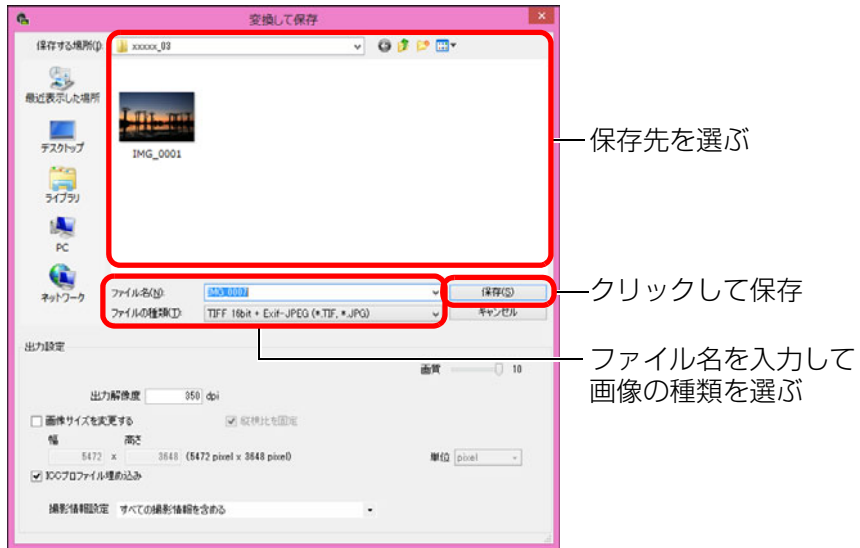 変換して保存
保存する場所(I): xxxxx_03
最近表示した場所
デスクトップ
ライブラリ
PC
ネットワーク
IMG_0001
保存先を選ぶ
ファイル名(N): IMG_0007 保存(S)
ファイルの種類(T): TIFF 16bit + Exif-JPEG (*.TIF, *.JPG) キャンセル
クリックして保存
ファイル名を入力して
画像の種類を選ぶ
出力設定
画質 10
出力解像度 350 dpi
画像サイズを変更する 縦横比を固定
幅 高さ
5472 x 3648 (5472 pixel x 3648 pixel) 単位 pixel
ICCプロファイル埋め込み
撮影情報設定 すべての撮影情報を含める